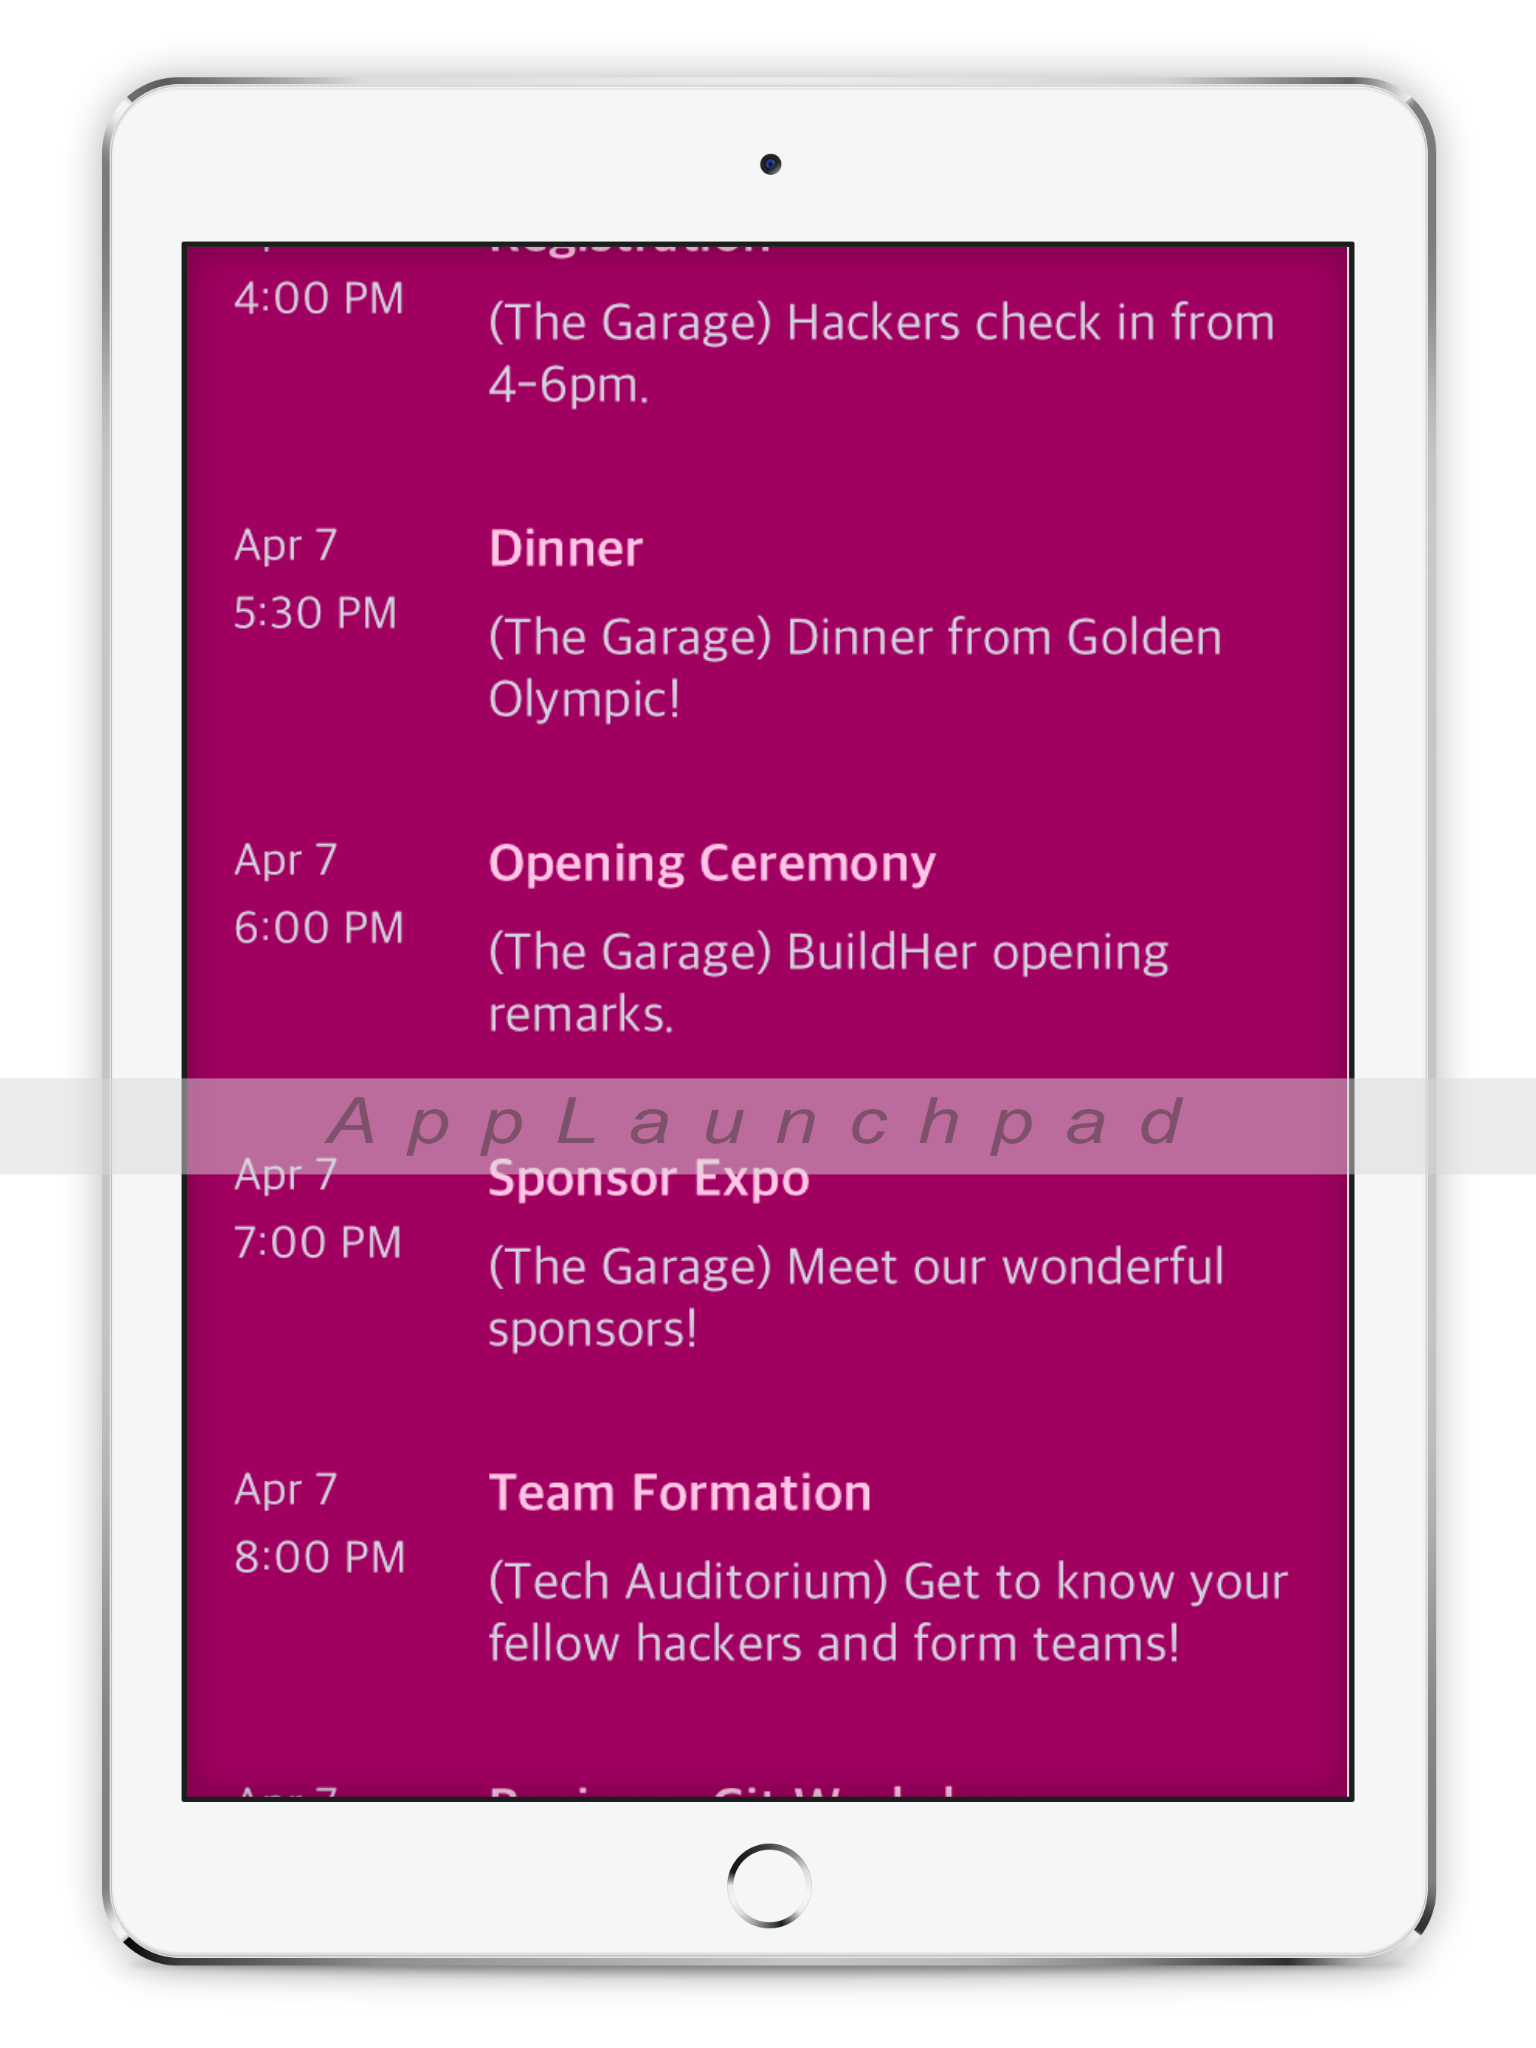 Registration
4:00 PM
(The Garage) Hackers check in from
4-6pm.
Apr 7
Dinner
5:30 PM
(The Garage) Dinner from Golden
Olympic!
Apr 7
Opening Ceremony
6:00 PM
(The Garage) BuildHer opening
remarks.
AppLaunchpad
Apr 7
Sponsor Expo
7:00 PM
(The Garage) Meet our wonderful
sponsors!
Apr 7
Team Formation
8:00 PM
(Tech Auditorium) Get to know your
fellow hackers and form teams!
Apr 7
Git